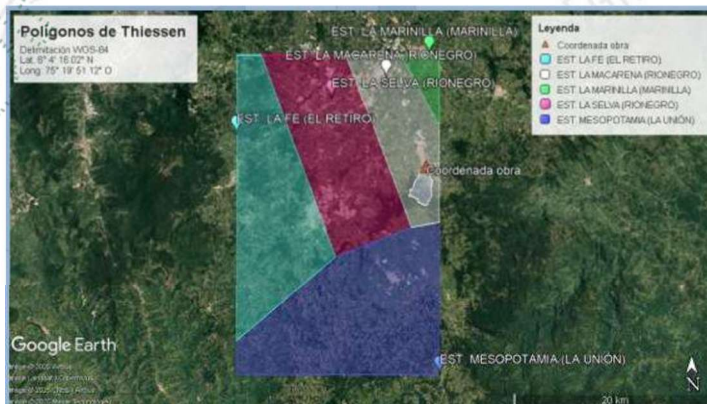 Polígonos de Thiessen
Delimitación WGS-84
Lat. 6° 4' 16.02" N
Long. 75° 19' 51.12" O
EST. LA MARINILLA (MARINILLA)
EST. LA MACARENA (RIONEGRO)
EST. LA SELVA (RIONEGRO)
EST. LA FE (EL RETIRO)
Coordenada obra
EST. MESOPOTAMIA (LA UNIÓN)
Leyenda
Coordenada obra
EST. LA FE (EL RETIRO)
EST. LA MACARENA (RIONEGRO)
EST. LA MARINILLA (MARINILLA)
EST. LA SELVA (RIONEGRO)
EST. MESOPOTAMIA (LA UNIÓN)
Google Earth
20 km
N